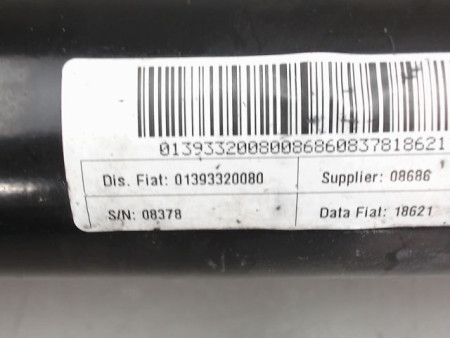 01393320080086860837818621
Dis. Fiat: 01393320080 Supplier: 08686
S/N: 08378 Data Fiat: 18621